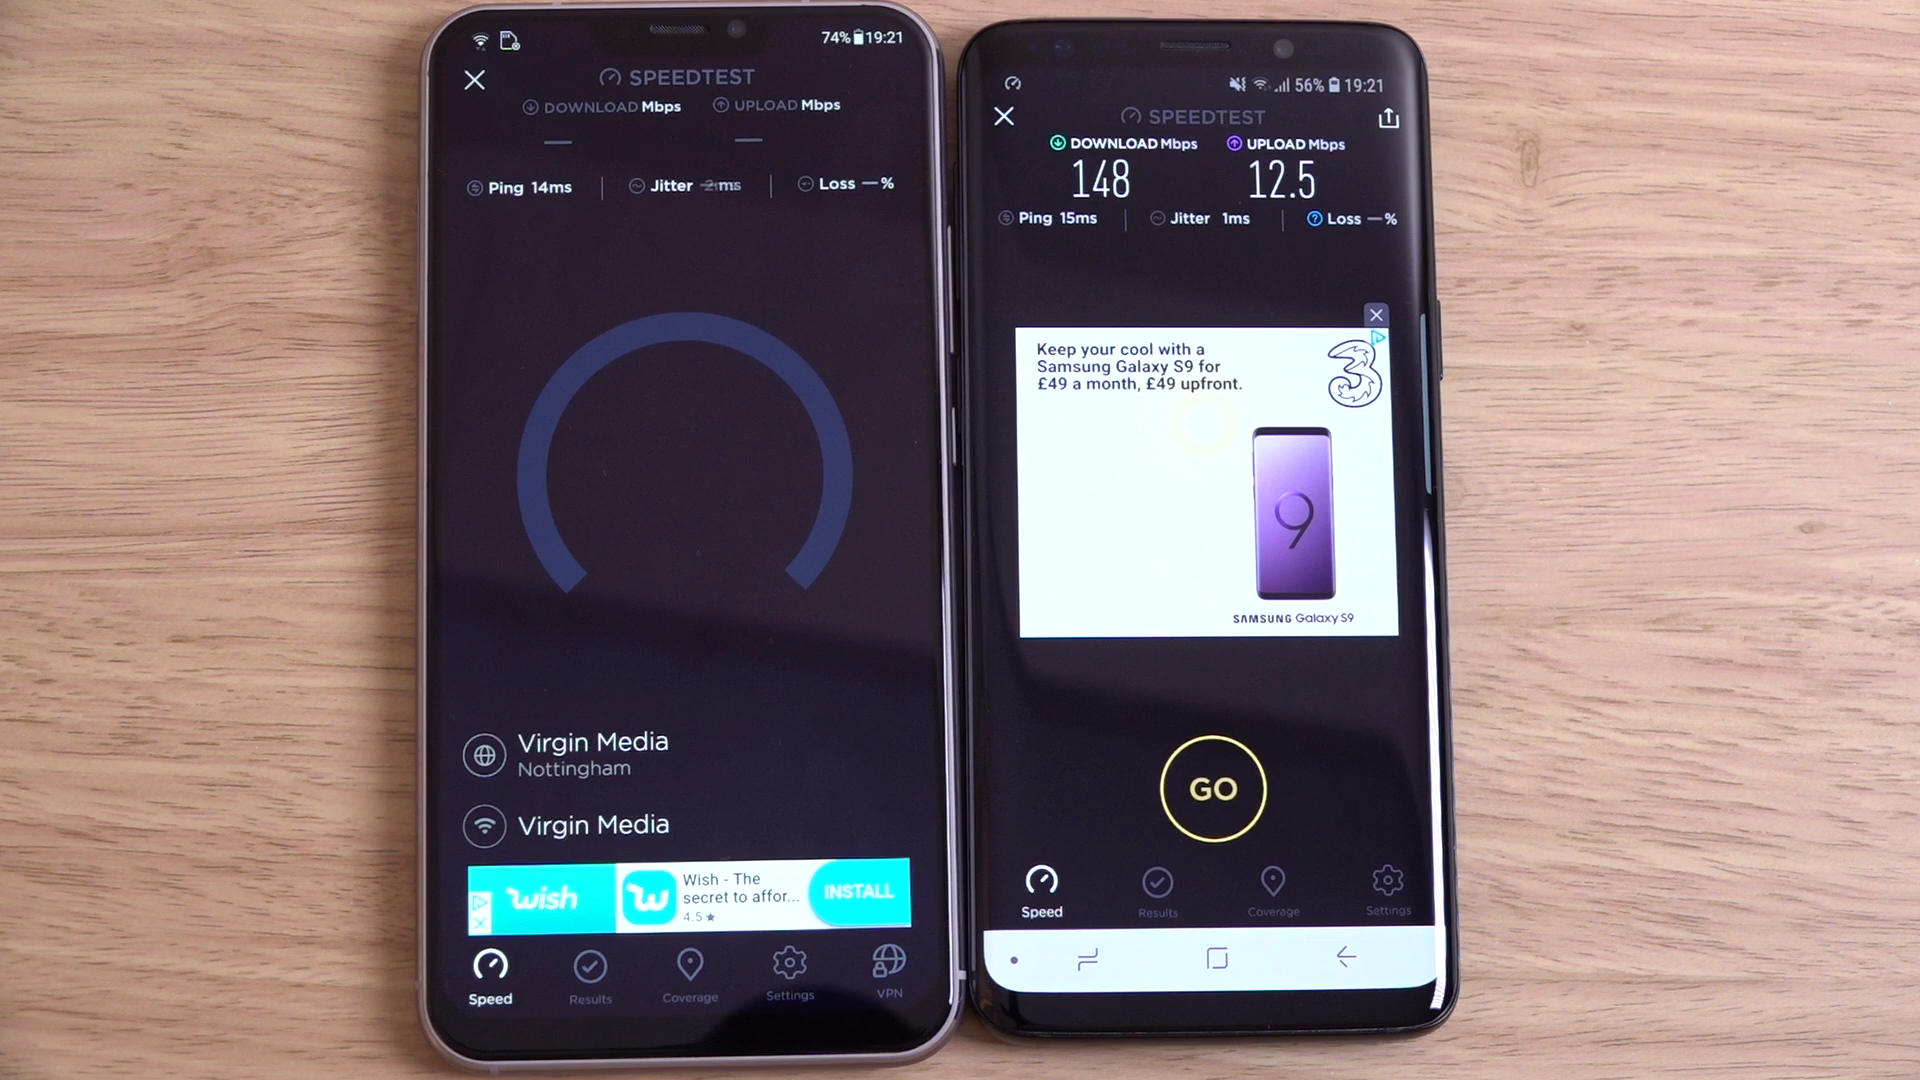 74% 19:21
SPEEDTEST
DOWNLOAD Mbps UPLOAD Mbps
— —
Ping 14ms Jitter ms Loss — %
Virgin Media
Nottingham
Virgin Media
wish
Wish - The
secret to affor...
4.5 ★
INSTALL
Speed Results Coverage Settings VPN
56% 19:21
SPEEDTEST
DOWNLOAD Mbps UPLOAD Mbps
148 12.5
Ping 15ms Jitter 1ms Loss — %
Keep your cool with a
Samsung Galaxy S9 for
£49 a month, £49 upfront.
3
9
SAMSUNG Galaxy S9
GO
Speed Results Coverage Settings